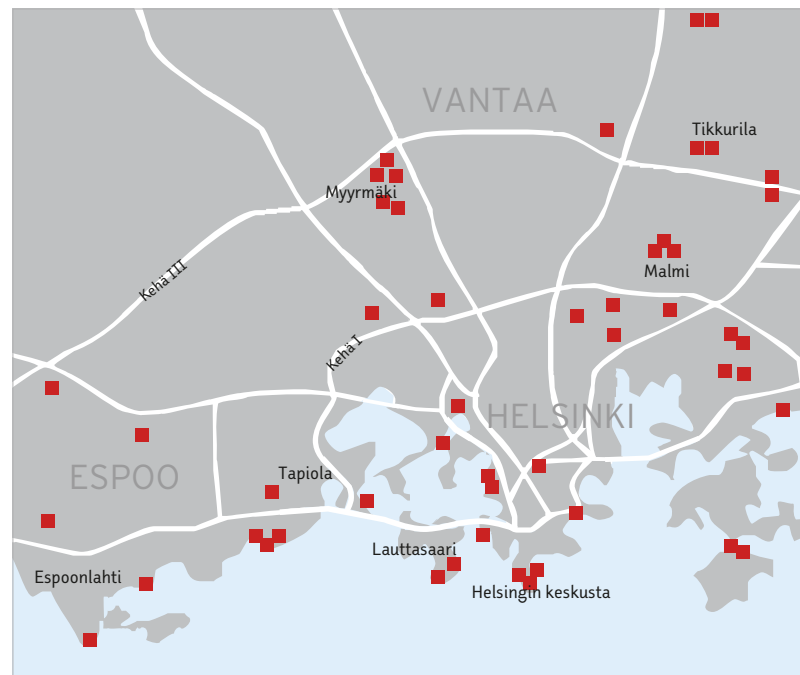 VANTAA
Tikkurila
Myyrmäki
Malmi
Kehä III
Kehä I
HELSINKI
ESPOO
Tapiola
Lauttasaari
Espoonlahti
Helsingin keskusta